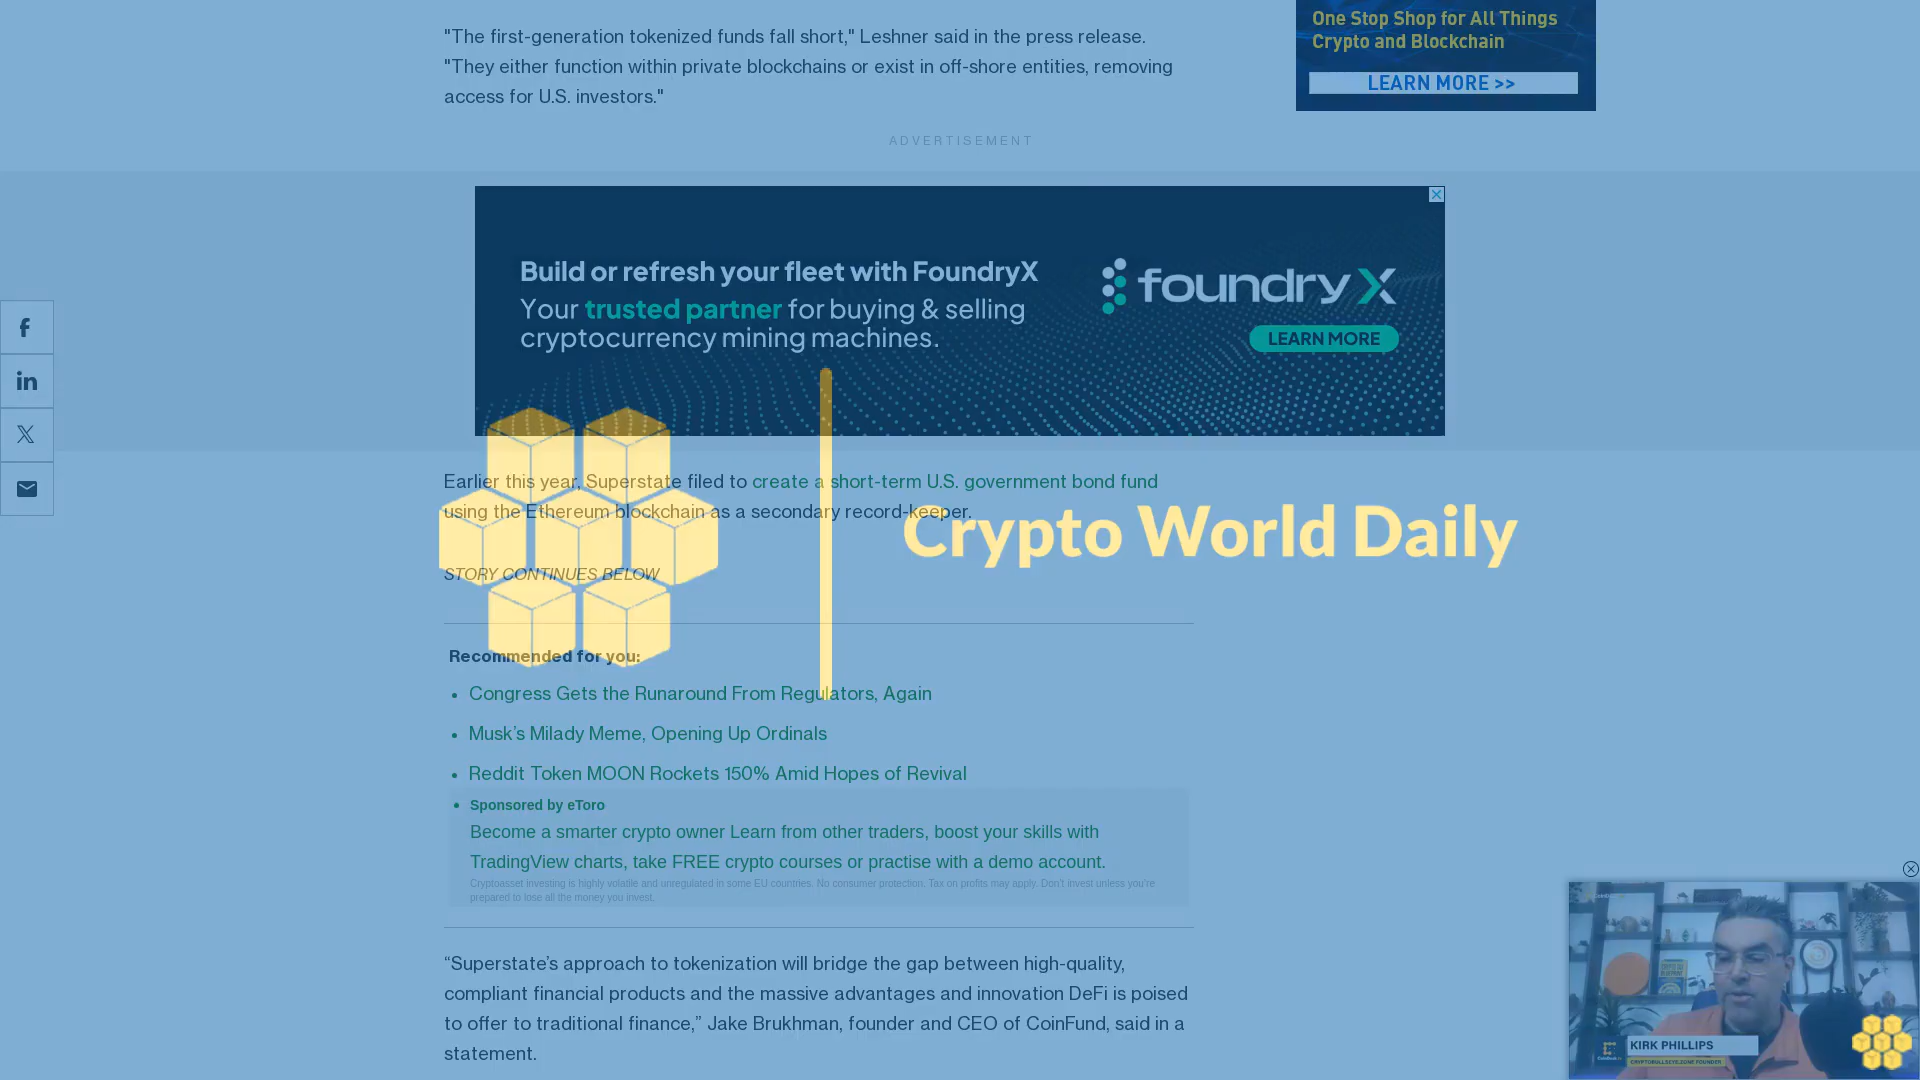 "The first-generation tokenized funds fall short," Leshner said in the press release.
"They either function within private blockchains or exist in off-shore entities, removing
access for U.S. investors."
One Stop Shop for All Things
Crypto and Blockchain
LEARN MORE >>
ADVERTISEMENT
Build or refresh your fleet with FoundryX
Your trusted partner for buying & selling
cryptocurrency mining machines.
foundry X
LEARN MORE
Earlier this year, Superstate filed to create a short-term U.S. government bond fund
using the Ethereum blockchain as a secondary record-keeper.
Crypto World Daily
STORY CONTINUES BELOW
Recommended for you:
• Congress Gets the Runaround From Regulators, Again
• Musk’s Milady Meme, Opening Up Ordinals
• Reddit Token MOON Rockets 150% Amid Hopes of Revival
• Sponsored by eToro
Become a smarter crypto owner Learn from other traders, boost your skills with
TradingView charts, take FREE crypto courses or practise with a demo account.
Cryptoasset investing is highly volatile and unregulated in some EU countries. No consumer protection. Tax on profits may apply. Don’t invest unless you’re
prepared to lose all the money you invest.
“Superstate’s approach to tokenization will bridge the gap between high-quality,
compliant financial products and the massive advantages and innovation DeFi is poised
to offer to traditional finance,” Jake Brukhman, founder and CEO of CoinFund, said in a
statement.
KIRK PHILLIPS
CRYPTOBULLSEYE.ZONE FOUNDER